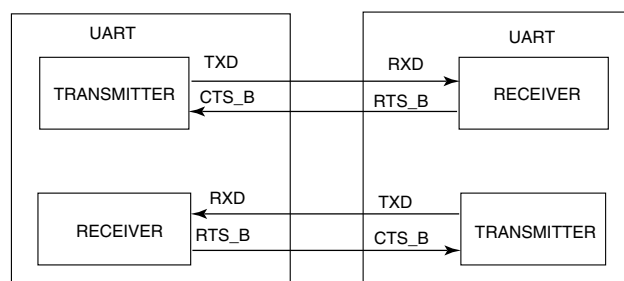 UART
UART
TXD
RXD
TRANSMITTER
CTS_B
RTS_B
RECEIVER
RXD
TXD
RECEIVER
RTS_B
CTS_B
TRANSMITTER